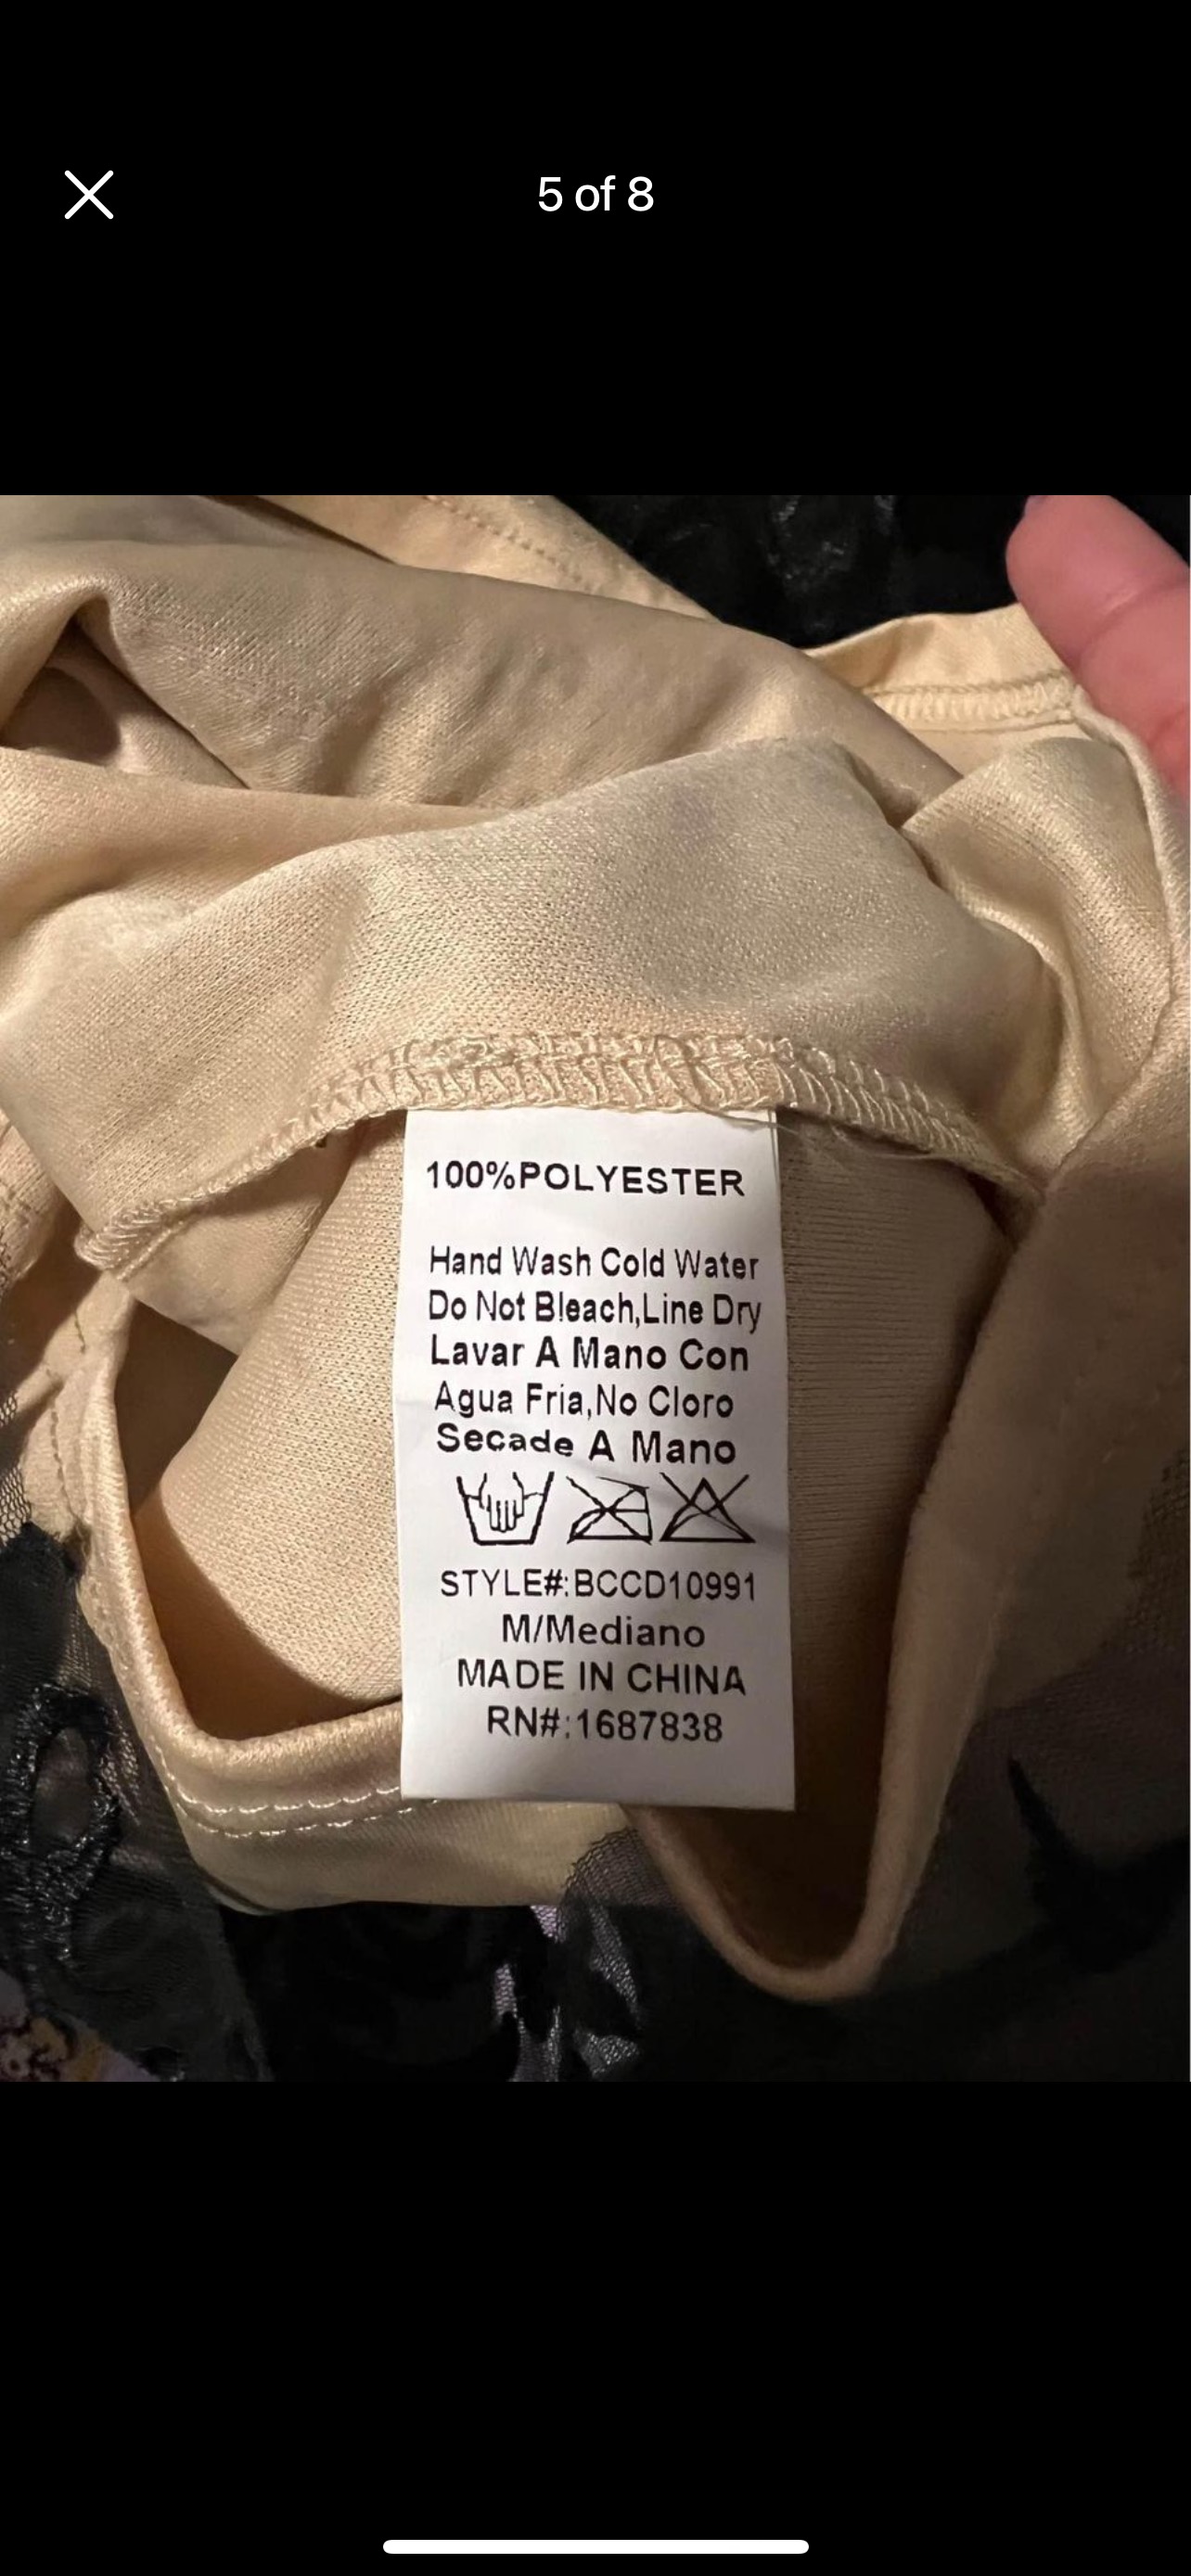 5 of 8
100%POLYESTER
Hand Wash Cold Water
Do Not Bleach,Line Dry
Lavar A Mano Con
Agua Fria,No Cloro
Secade A Mano
STYLE#:BCCD10991
M/Mediano
MADE IN CHINA
RN#:1687838